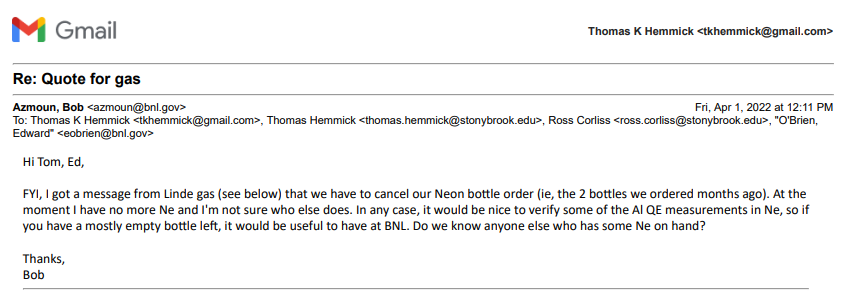 Gmail
Thomas K Hemmick <tkhemmick@gmail.com>
Re: Quote for gas
Azmoun, Bob <azmoun@bnl.gov>
Fri, Apr 1, 2022 at 12:11 PM
To: Thomas K Hemmick <tkhemmick@gmail.com>, Thomas Hemmick <thomas.hemmick@stonybrook.edu>, Ross Corliss <ross.corliss@stonybrook.edu>, "O'Brien,
Edward" <eobrien@bnl.gov>
Hi Tom, Ed,
FYI, I got a message from Linde gas (see below) that we have to cancel our Neon bottle order (ie, the 2 bottles we ordered months ago). At the
moment I have no more Ne and I'm not sure who else does. In any case, it would be nice to verify some of the Al QE measurements in Ne, so if
you have a mostly empty bottle left, it would be useful to have at BNL. Do we know anyone else who has some Ne on hand?
Thanks,
Bob